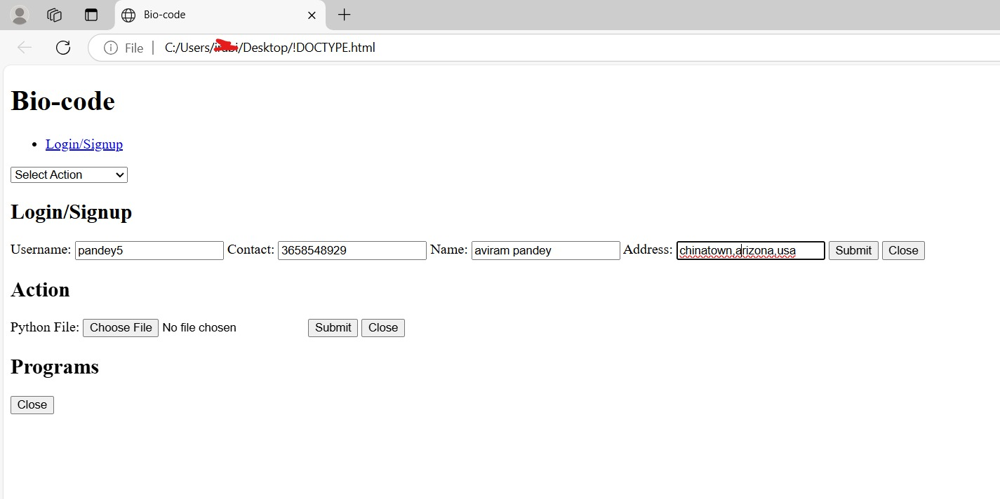 Bio-code
File C:/Users/ /Desktop/!DOCTYPE.html
Bio-code
Login/Signup
Select Action
Login/Signup
Username: pandey5 Contact: 3658548929 Name: aviram pandey Address: chinatown,arizona,usa Submit Close
Action
Python File: Choose File No file chosen Submit Close
Programs
Close